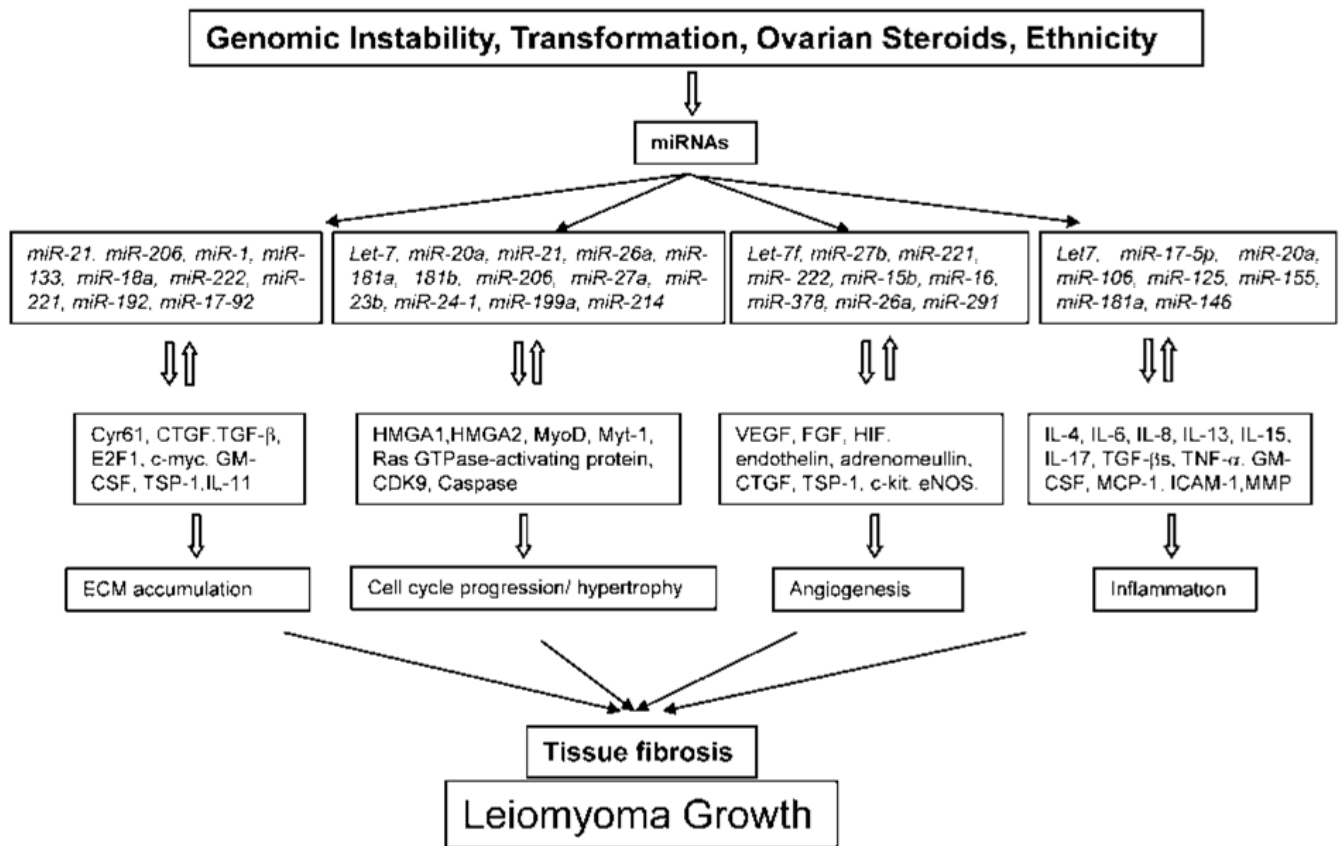 Genomic Instability, Transformation, Ovarian Steroids, Ethnicity
miRNAs
miR-21. miR-206, miR-1, miR-
133, miR-18a, miR-222, miR-
221, miR-192, miR-17-92
Let-7, miR-20a, miR-21, miR-26a, miR-
181a, 181b, miR-206, miR-27a, miR-
23b, miR-24-1, miR-199a, miR-214
Let-7f, miR-27b, miR-221,
miR- 222, miR-15b, miR-16,
miR-378, miR-26a, miR-291
Let7, miR-17-5p, miR-20a,
miR-106, miR-125, miR-155,
miR-181a, miR-146
Cyr61, CTGF.TGF-β,
E2F1, c-myc. GM-
CSF, TSP-1,IL-11
HMGA1,HMGA2, MyoD, Myt-1,
Ras GTPase-activating protein,
CDK9, Caspase
VEGF, FGF, HIF.
endothelin, adrenomeullin,
CTGF, TSP-1, c-kit. eNOS.
IL-4, IL-6, IL-8, IL-13, IL-15,
IL-17, TGF-βs, TNF-α. GM-
CSF, MCP-1. ICAM-1,MMP
ECM accumulation
Cell cycle progression/ hypertrophy
Angiogenesis
Inflammation
Tissue fibrosis
Leiomyoma Growth